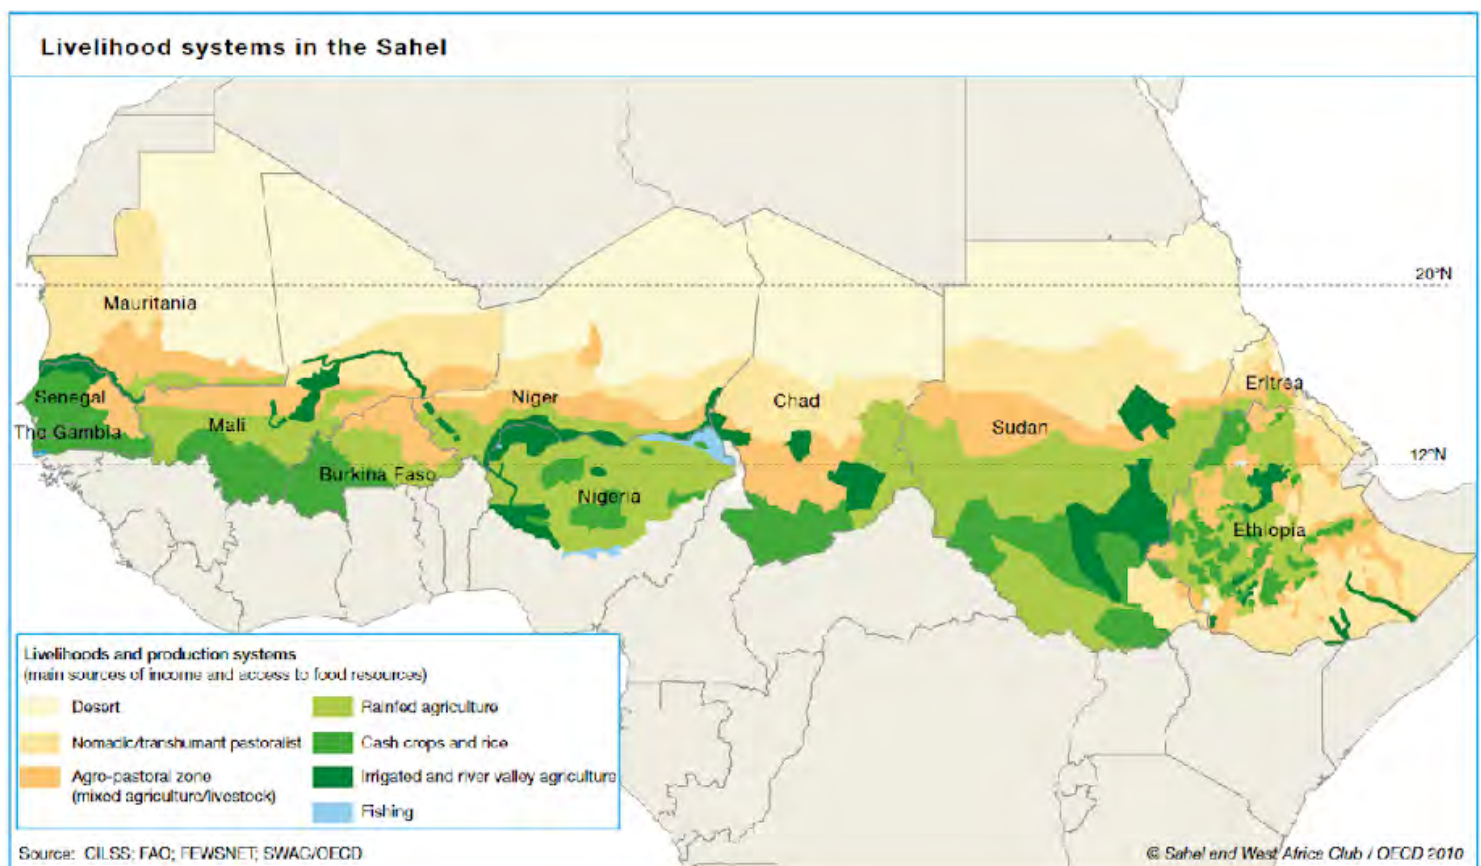 Livelihood systems in the Sahel
20°N
Mauritania
Eritrea
Senegal
Niger
Chad
The Gambia
Mali
Sudan
12°N
Burkina Faso
Nigeria
Ethiopia
Livelihoods and production systems
(main sources of income and access to food resources)
Desert
Rainfed agriculture
Nomadic/transhumant pastoralist
Cash crops and rice
Agro-pastoral zone
(mixed agriculture/livestock)
Irrigated and river valley agriculture
Fishing
Source: CILSS; FAO; FEWSNET; SWAC/OECD
© Sahel and West Africa Club / OECD 2010